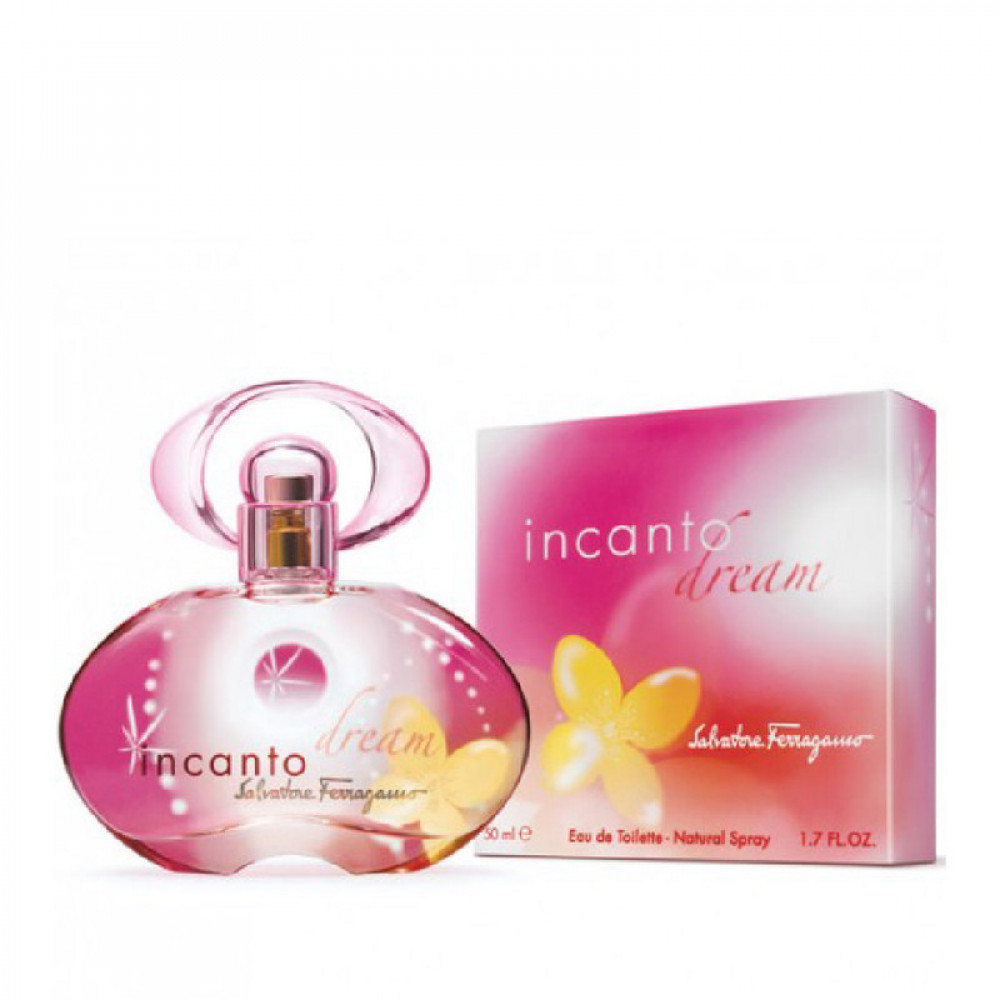 incanto
dream
Salvatore Ferragamo
incanto
dream
Salvatore Ferragamo
50 ml e Eau de Toilette - Natural Spray 1.7 FL.OZ.